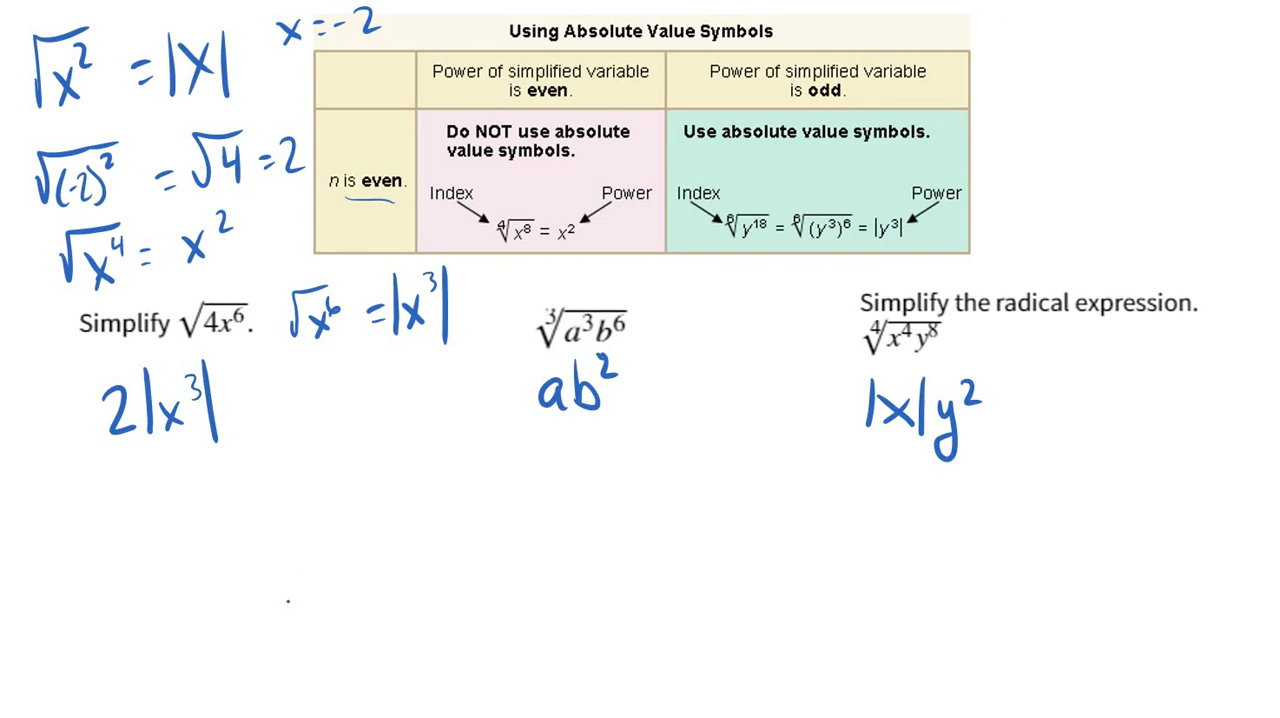 √x² = |x|
x = -2
√(-2)² = √4 = 2
√x⁴ = x²
Using Absolute Value Symbols
Power of simplified variable is even.
Power of simplified variable is odd.
n is even.
Do NOT use absolute
value symbols.
Index Power
⁴√x⁸ = x²
Use absolute value symbols.
Index Power
⁶√y¹⁸ = ⁶√(y³)⁶ = |y³|
Simplify √4x⁶.
√x⁶ = |x³|
2|x³|
³√a³b⁶
ab²
Simplify the radical expression.
⁴√x⁴y⁸
|x|y²